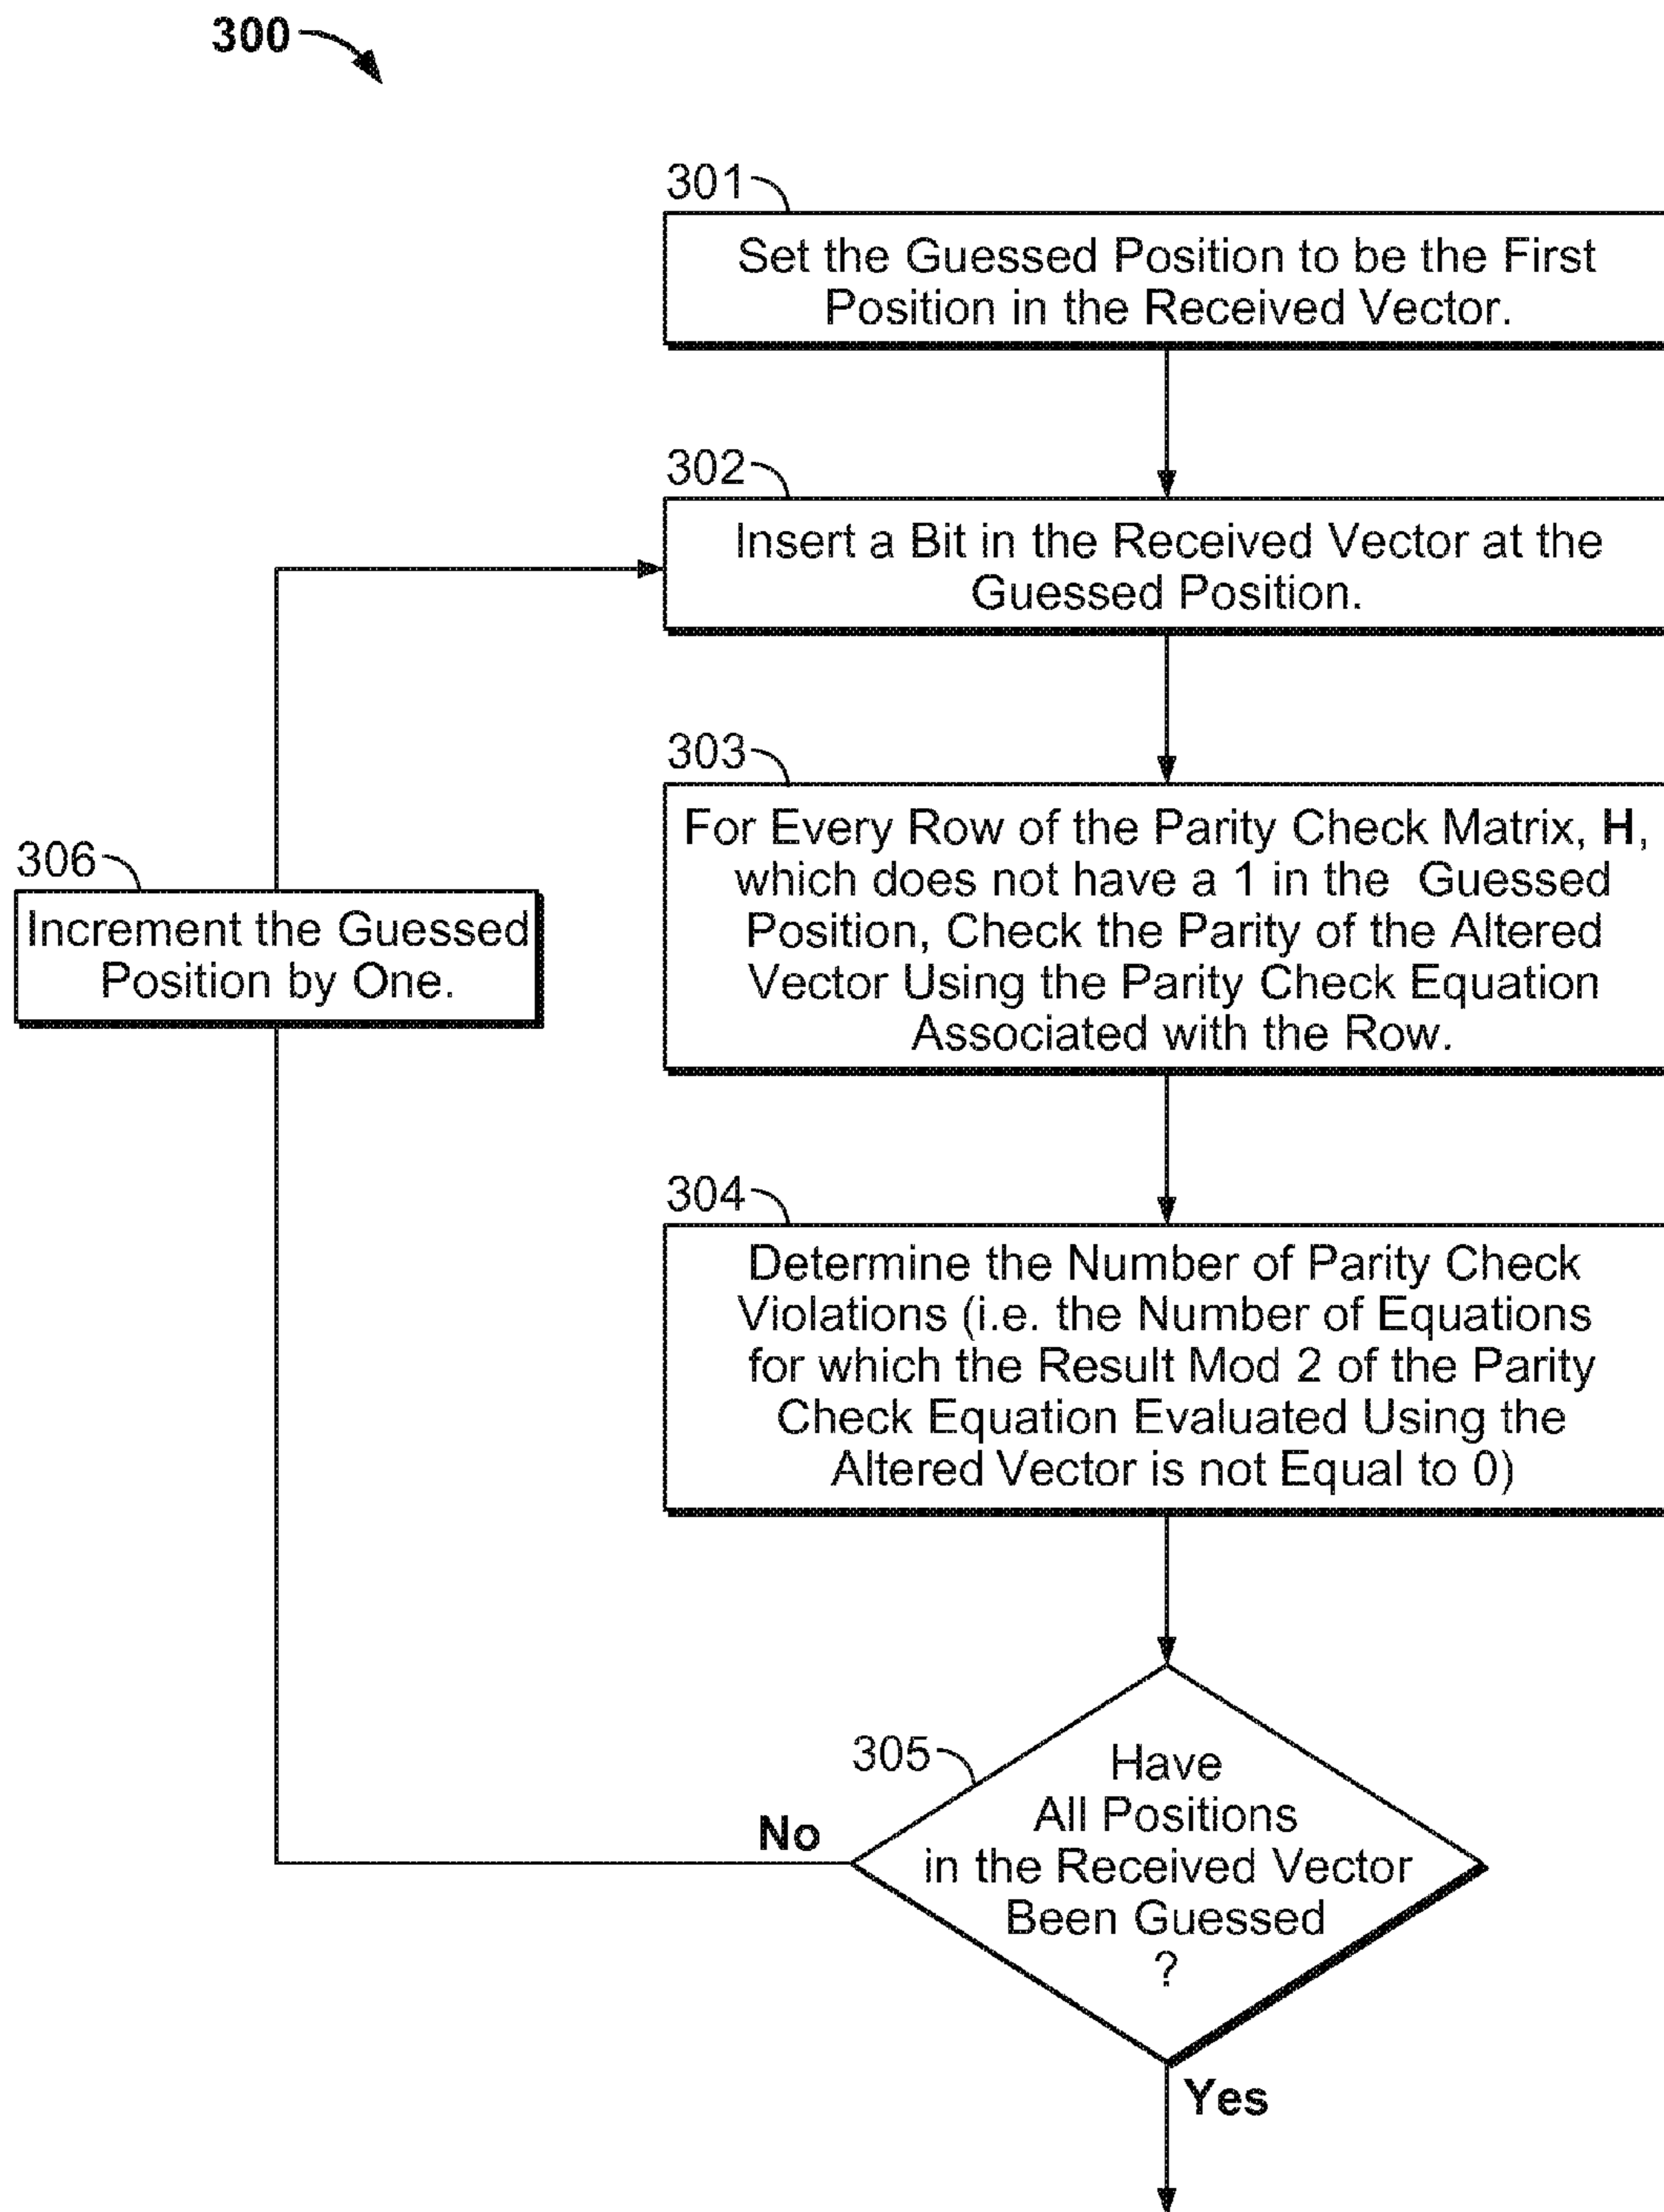 300
301
Set the Guessed Position to be the First
Position in the Received Vector.
302
Insert a Bit in the Received Vector at the
Guessed Position.
303
For Every Row of the Parity Check Matrix, H,
which does not have a 1 in the Guessed
Position, Check the Parity of the Altered
Vector Using the Parity Check Equation
Associated with the Row.
306
Increment the Guessed
Position by One.
304
Determine the Number of Parity Check
Violations (i.e. the Number of Equations
for which the Result Mod 2 of the Parity
Check Equation Evaluated Using the
Altered Vector is not Equal to 0)
305
Have
All Positions
in the Received Vector
Been Guessed
?
No
Yes